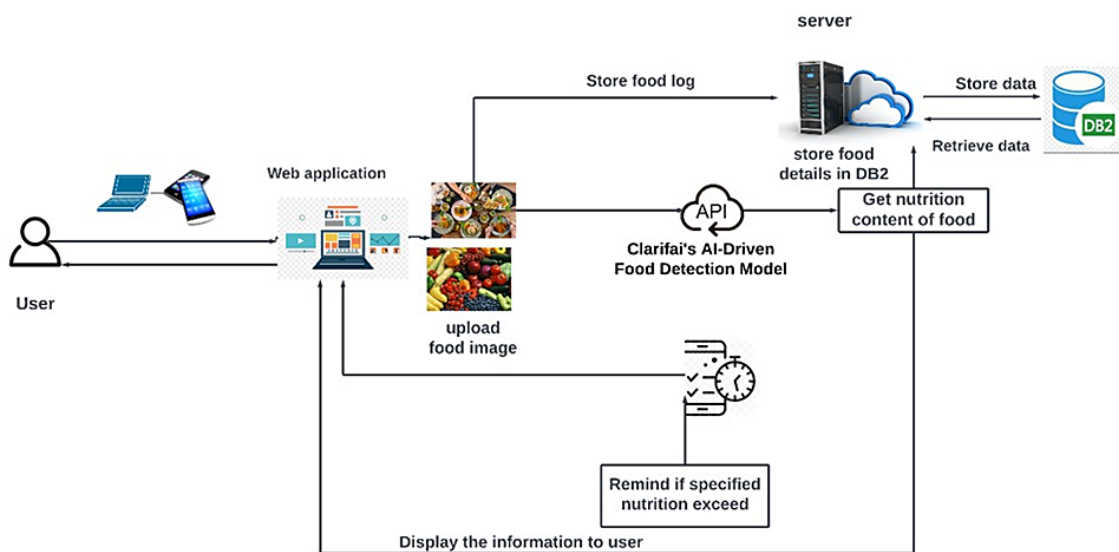 server
Store food log
Store data
DB2
Retrieve data
store food
details in DB2
Web application
API
Get nutrition
content of food
Clarifai's AI-Driven
Food Detection Model
User
upload
food image
Remind if specified
nutrition exceed
Display the information to user